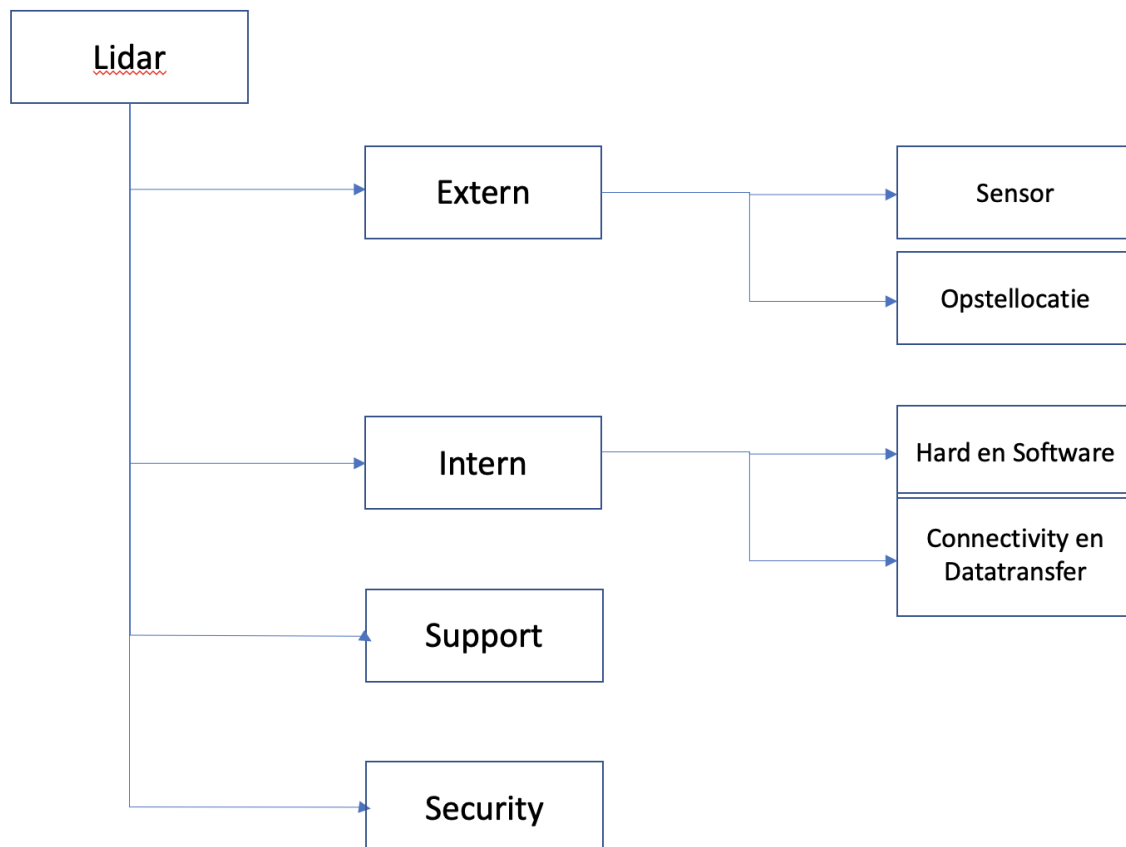 Lidar
Extern
Sensor
Opstellocatie
Intern
Hard en Software
Connectivity en
Datatransfer
Support
Security